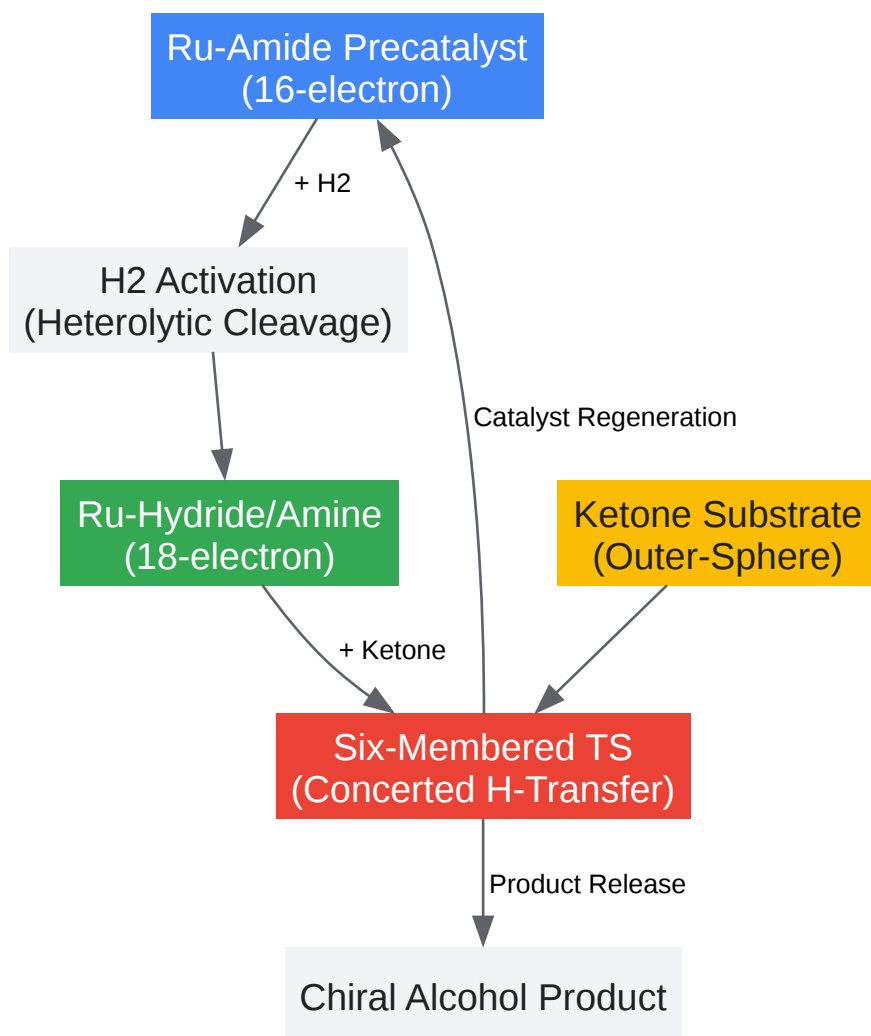 Ru-Amide Precatalyst
(16-electron)
+ H2
H2 Activation
(Heterolytic Cleavage)
Catalyst Regeneration
Ru-Hydride/Amine
(18-electron)
Ketone Substrate
(Outer-Sphere)
+ Ketone
Six-Membered TS
(Concerted H-Transfer)
Product Release
Chiral Alcohol Product